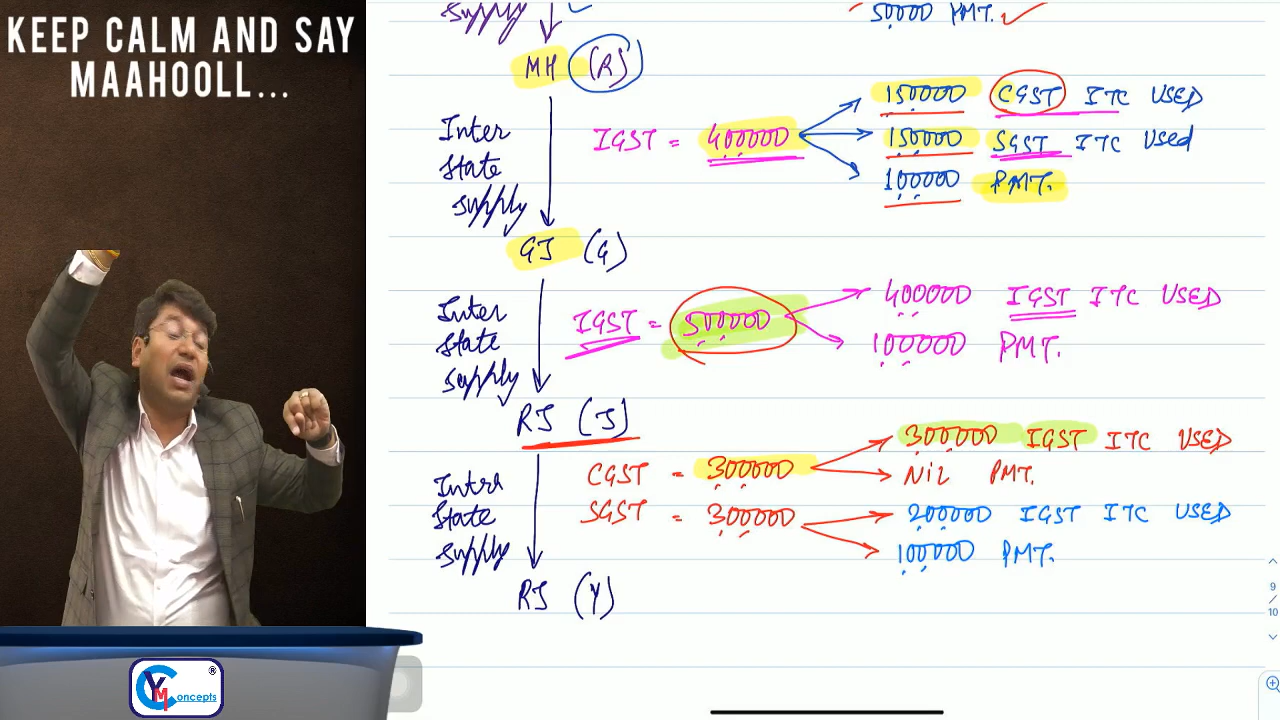 KEEP CALM AND SAY
MAAHOOLL...
supply
50000 PMT.
MH (R)
Inter
State
supply
IGST = 400000
150000 CGST ITC USED
150000 SGST ITC Used
100000 PMT.
GJ (G)
Inter
State
supply
IGST = 500000
400000 IGST ITC USED
100000 PMT.
RJ (J)
Intra
State
supply
CGST = 300000
300000 IGST ITC USED
Nil PMT.
SGST = 300000
200000 IGST ITC USED
100000 PMT.
RJ (Y)
CYM Concepts ®
9
/
10